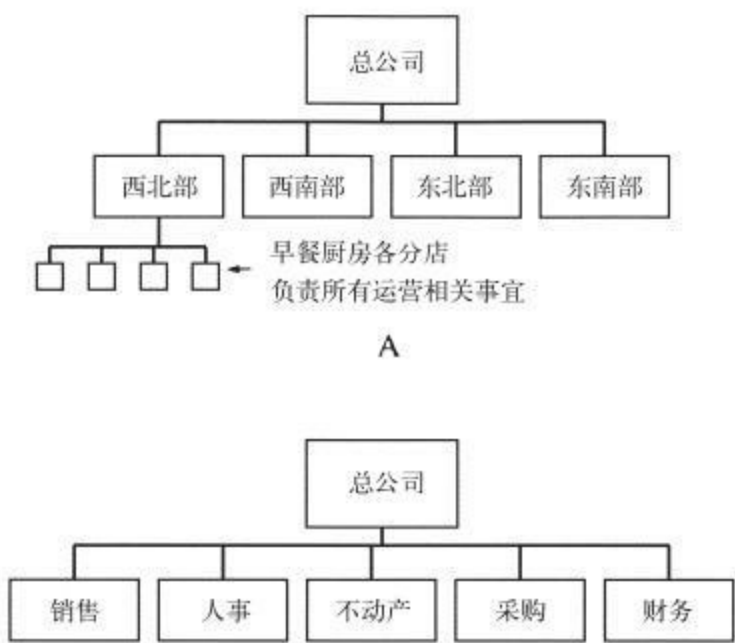 总公司
西北部
西南部
东北部
东南部
早餐厨房各分店
负责所有运营相关事宜
A
总公司
销售
人事
不动产
采购
财务